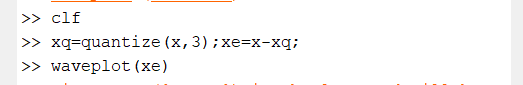 >> clf
>> xq=quantize(x,3);xe=x-xq;
>> waveplot(xe)